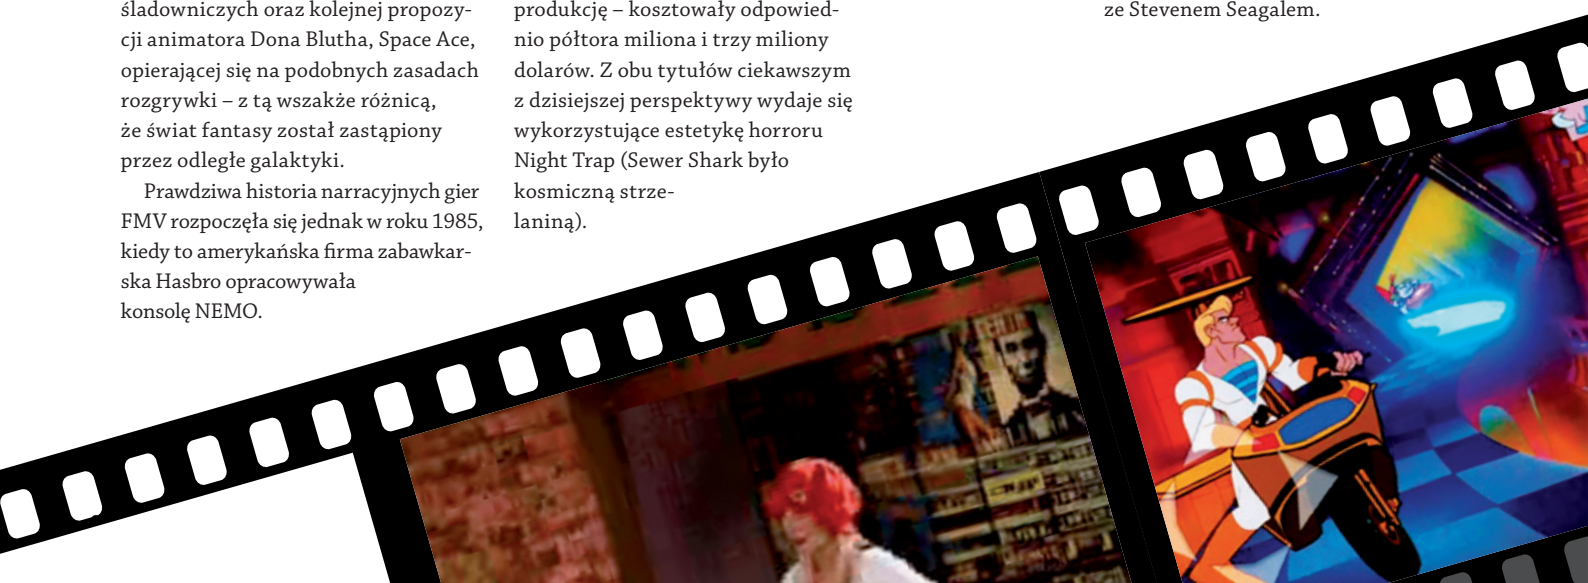 śladowniczych oraz kolejnej propozy-
cji animatora Dona Blutha, Space Ace,
opierającej się na podobnych zasadach
rozgrywki – z tą wszakże różnicą,
że świat fantasy został zastąpiony
przez odległe galaktyki.
Prawdziwa historia narracyjnych gier
FMV rozpoczęła się jednak w roku 1985,
kiedy to amerykańska firma zabawkar-
ska Hasbro opracowywała
konsolę NEMO.
produkcję – kosztowały odpowied-
nio półtora miliona i trzy miliony
dolarów. Z obu tytułów ciekawszym
z dzisiejszej perspektywy wydaje się
wykorzystujące estetykę horroru
Night Trap (Sewer Shark było
kosmiczną strze-
laniną).
ze Stevenem Seagalem.